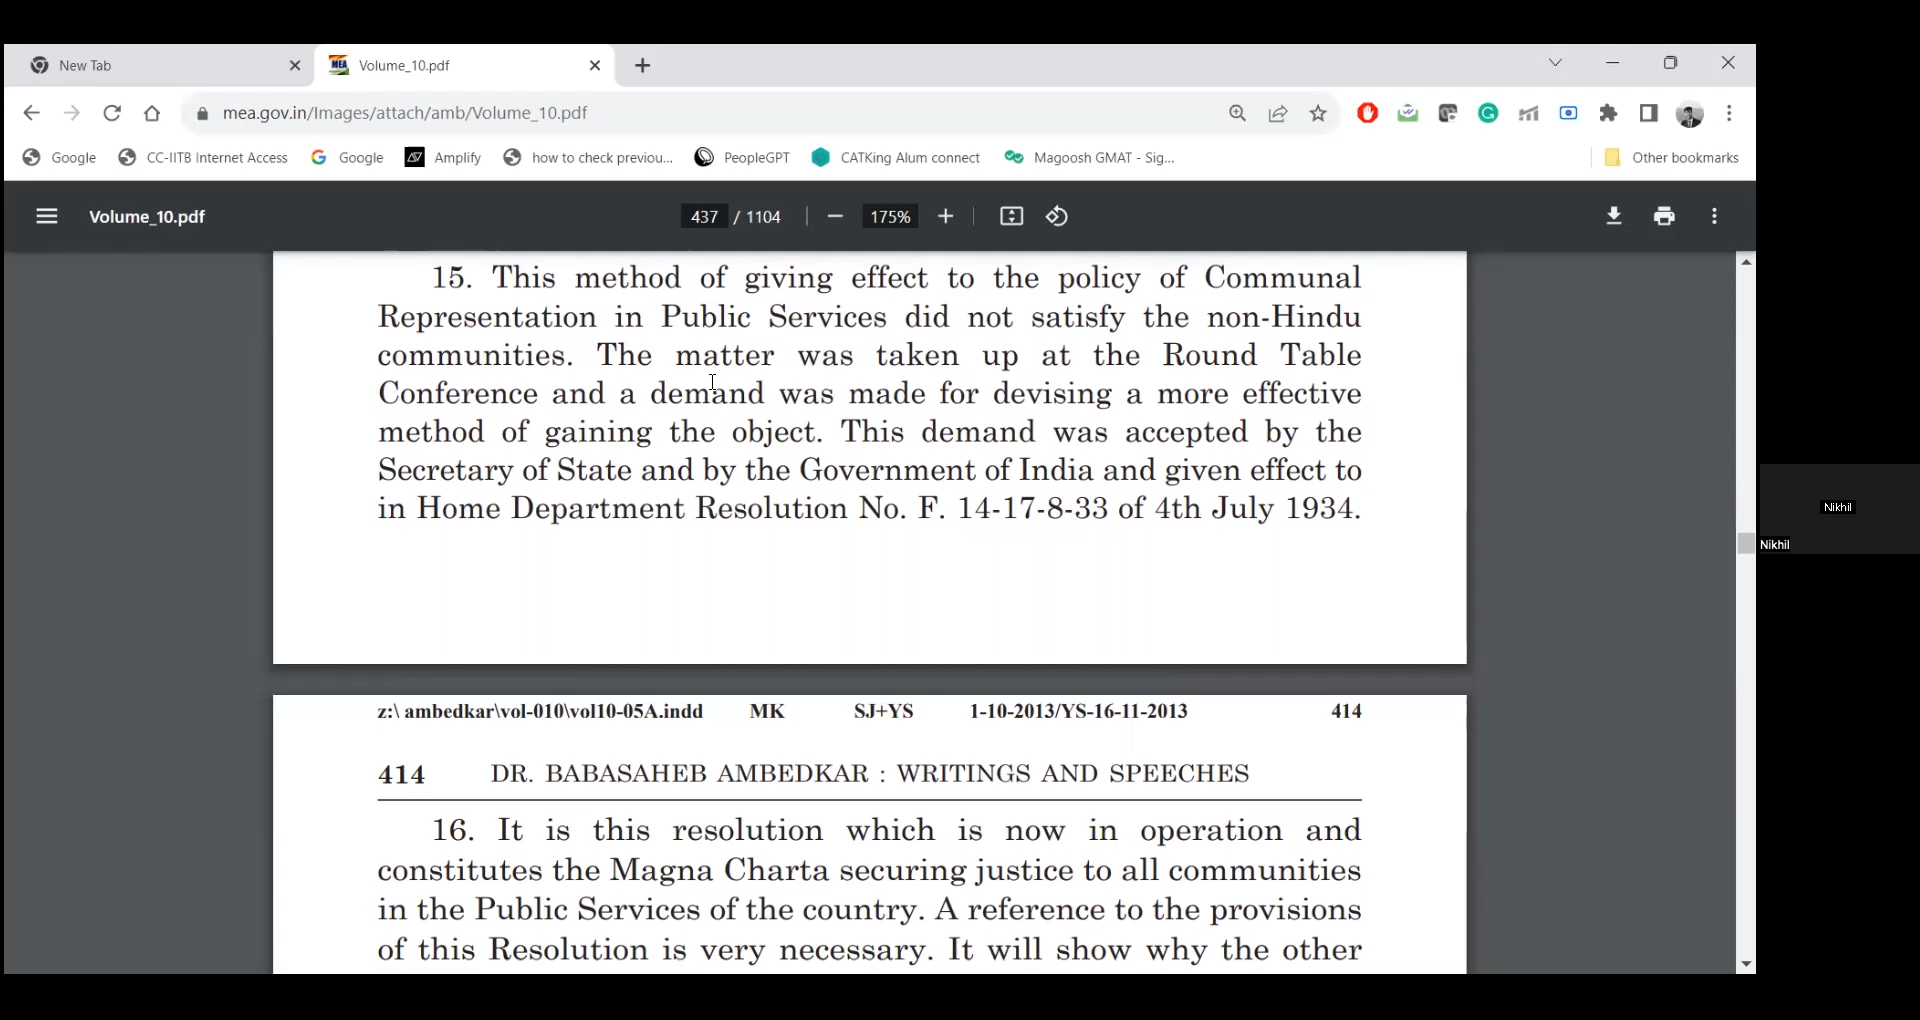 New Tab
Volume_10.pdf
mea.gov.in/Images/attach/amb/Volume_10.pdf
Google
CC-IITB Internet Access
Google
Amplify
how to check previou...
PeopleGPT
CATKing Alum connect
Magoosh GMAT - Sig...
Other bookmarks
Volume_10.pdf
437 / 1104
175%
15. This method of giving effect to the policy of Communal
Representation in Public Services did not satisfy the non-Hindu
communities. The matter was taken up at the Round Table
Conference and a demand was made for devising a more effective
method of gaining the object. This demand was accepted by the
Secretary of State and by the Government of India and given effect to
in Home Department Resolution No. F. 14-17-8-33 of 4th July 1934.
Nikhil
Nikhil
z:\ ambedkar\vol-010\vol10-05A.indd MK SJ+YS 1-10-2013/YS-16-11-2013 414
414 DR. BABASAHEB AMBEDKAR : WRITINGS AND SPEECHES
16. It is this resolution which is now in operation and
constitutes the Magna Charta securing justice to all communities
in the Public Services of the country. A reference to the provisions
of this Resolution is very necessary. It will show why the other